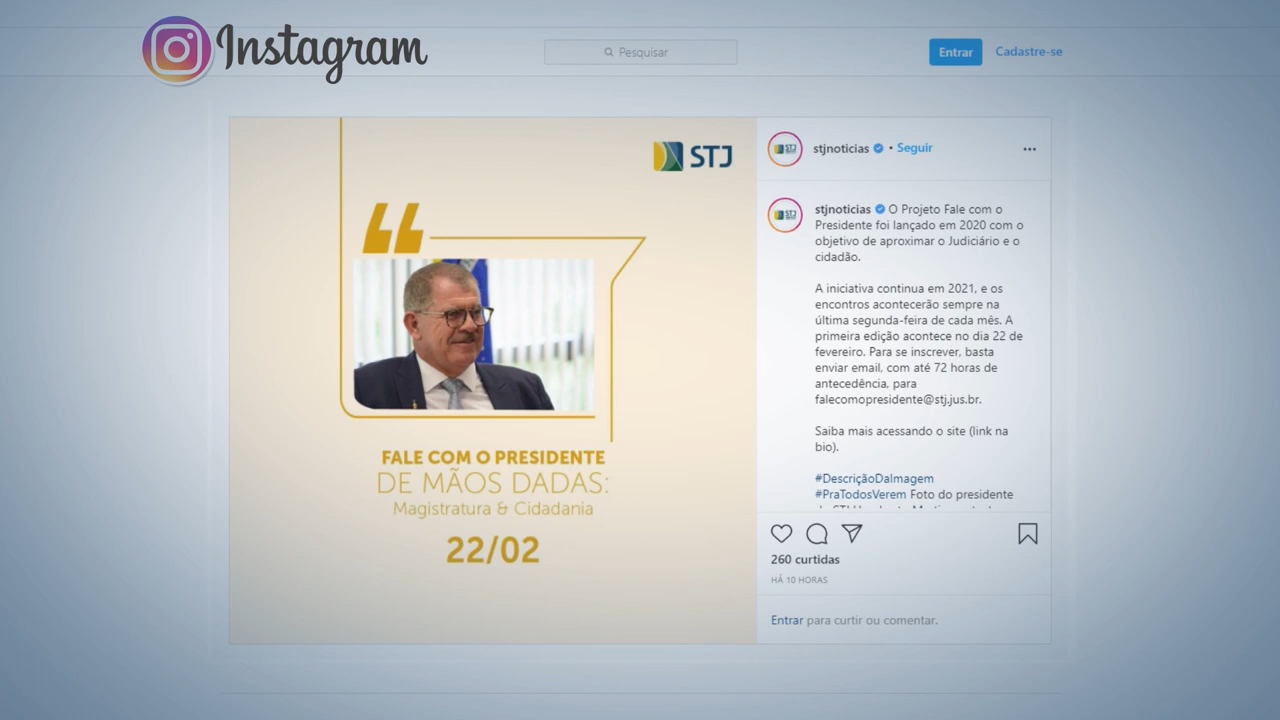 Instagram
Pesquisar
Entrar
Cadastre-se
STJ
FALE COM O PRESIDENTE
DE MÃOS DADAS:
Magistratura & Cidadania
22/02
stjnoticias • Seguir
stjnoticias O Projeto Fale com o
Presidente foi lançado em 2020 com o
objetivo de aproximar o Judiciário e o
cidadão.
A iniciativa continua em 2021, e os
encontros acontecerão sempre na
última segunda-feira de cada mês. A
primeira edição acontece no dia 22 de
fevereiro. Para se inscrever, basta
enviar email, com até 72 horas de
antecedência, para
falecomopresidente@stj.jus.br.
Saiba mais acessando o site (link na
bio).
#DescriçãoDaImagem
#PraTodosVerem Foto do presidente
260 curtidas
HÁ 10 HORAS
Entrar para curtir ou comentar.